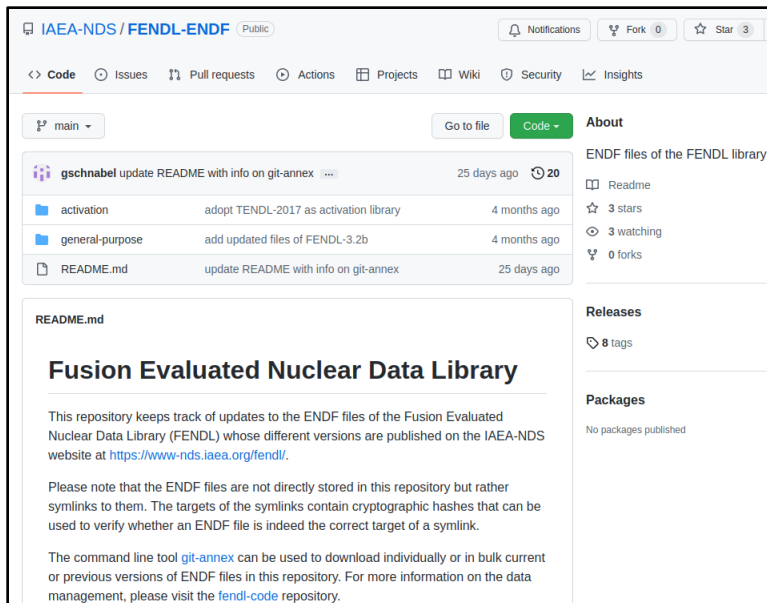 IAEA-NDS / FENDL-ENDF Public
Notifications Fork 0 Star 3
Code Issues Pull requests Actions Projects Wiki Security Insights
main Go to file Code
gschnabel update README with info on git-annex ... 25 days ago 20
activation adopt TENDL-2017 as activation library 4 months ago
general-purpose add updated files of FENDL-3.2b 4 months ago
README.md update README with info on git-annex 25 days ago
README.md
Fusion Evaluated Nuclear Data Library
This repository keeps track of updates to the ENDF files of the Fusion Evaluated
Nuclear Data Library (FENDL) whose different versions are published on the IAEA-NDS
website at https://www-nds.iaea.org/fendl/.
Please note that the ENDF files are not directly stored in this repository but rather
symlinks to them. The targets of the symlinks contain cryptographic hashes that can be
used to verify whether an ENDF file is indeed the correct target of a symlink.
The command line tool git-annex can be used to download individually or in bulk current
or previous versions of ENDF files in this repository. For more information on the data
management, please visit the fendl-code repository.
About
ENDF files of the FENDL library
Readme
3 stars
3 watching
0 forks
Releases
8 tags
Packages
No packages published